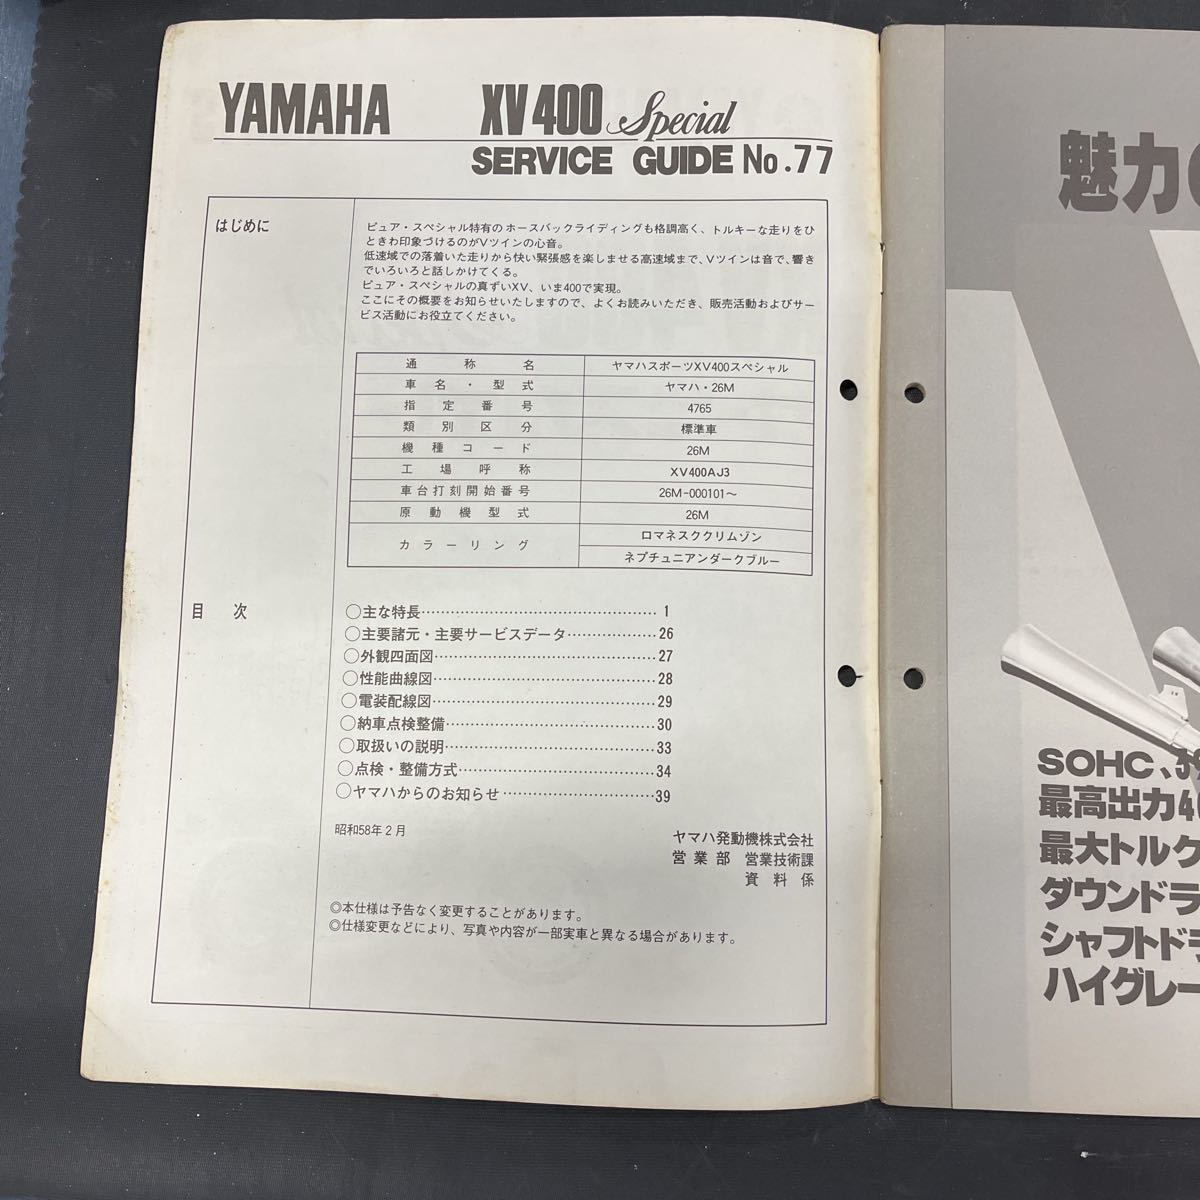 YAMAHA XV400 Special
SERVICE GUIDE No.77
はじめに
ピュア・スペシャル特有のホースバックライディングも格調高く、トルキーな走りをひ
ときわ印象づけるのがVツインの心音。
低速域での落着いた走りから快い緊張感を楽しませる高速域まで、Vツインは音で、響き
でいろいろと話しかけてくる。
ピュア・スペシャルの真ずいXV、いま400で実現。
ここにその概要をお知らせいたしますので、よくお読みいただき、販売活動およびサー
ビス活動にお役立てください。
通称名 ヤマハスポーツXV400スペシャル
車名・型式 ヤマハ・26M
指定番号 4765
類別区分 標準車
機種コード 26M
工場呼称 XV400AJ3
車台打刻開始番号 26M-000101〜
原動機型式 26M
カラーリング ロマネスククリムゾン
ネプチュニアンダークブルー
目次
○主な特長…………………………………………1
○主要諸元・主要サービスデータ………………26
○外観四面図………………………………………27
○性能曲線図………………………………………28
○電装配線図………………………………………29
○納車点検整備……………………………………30
○取扱いの説明……………………………………33
○点検・整備方式…………………………………34
○ヤマハからのお知らせ…………………………39
昭和58年2月
ヤマハ発動機株式会社
営業部 営業技術課
資料係
◎本仕様は予告なく変更することがあります。
◎仕様変更などにより、写真や内容が一部実車と異なる場合があります。
魅力
SOHC、
最高出力4
最大トルク
ダウンドラ
シャフトド
ハイグレー